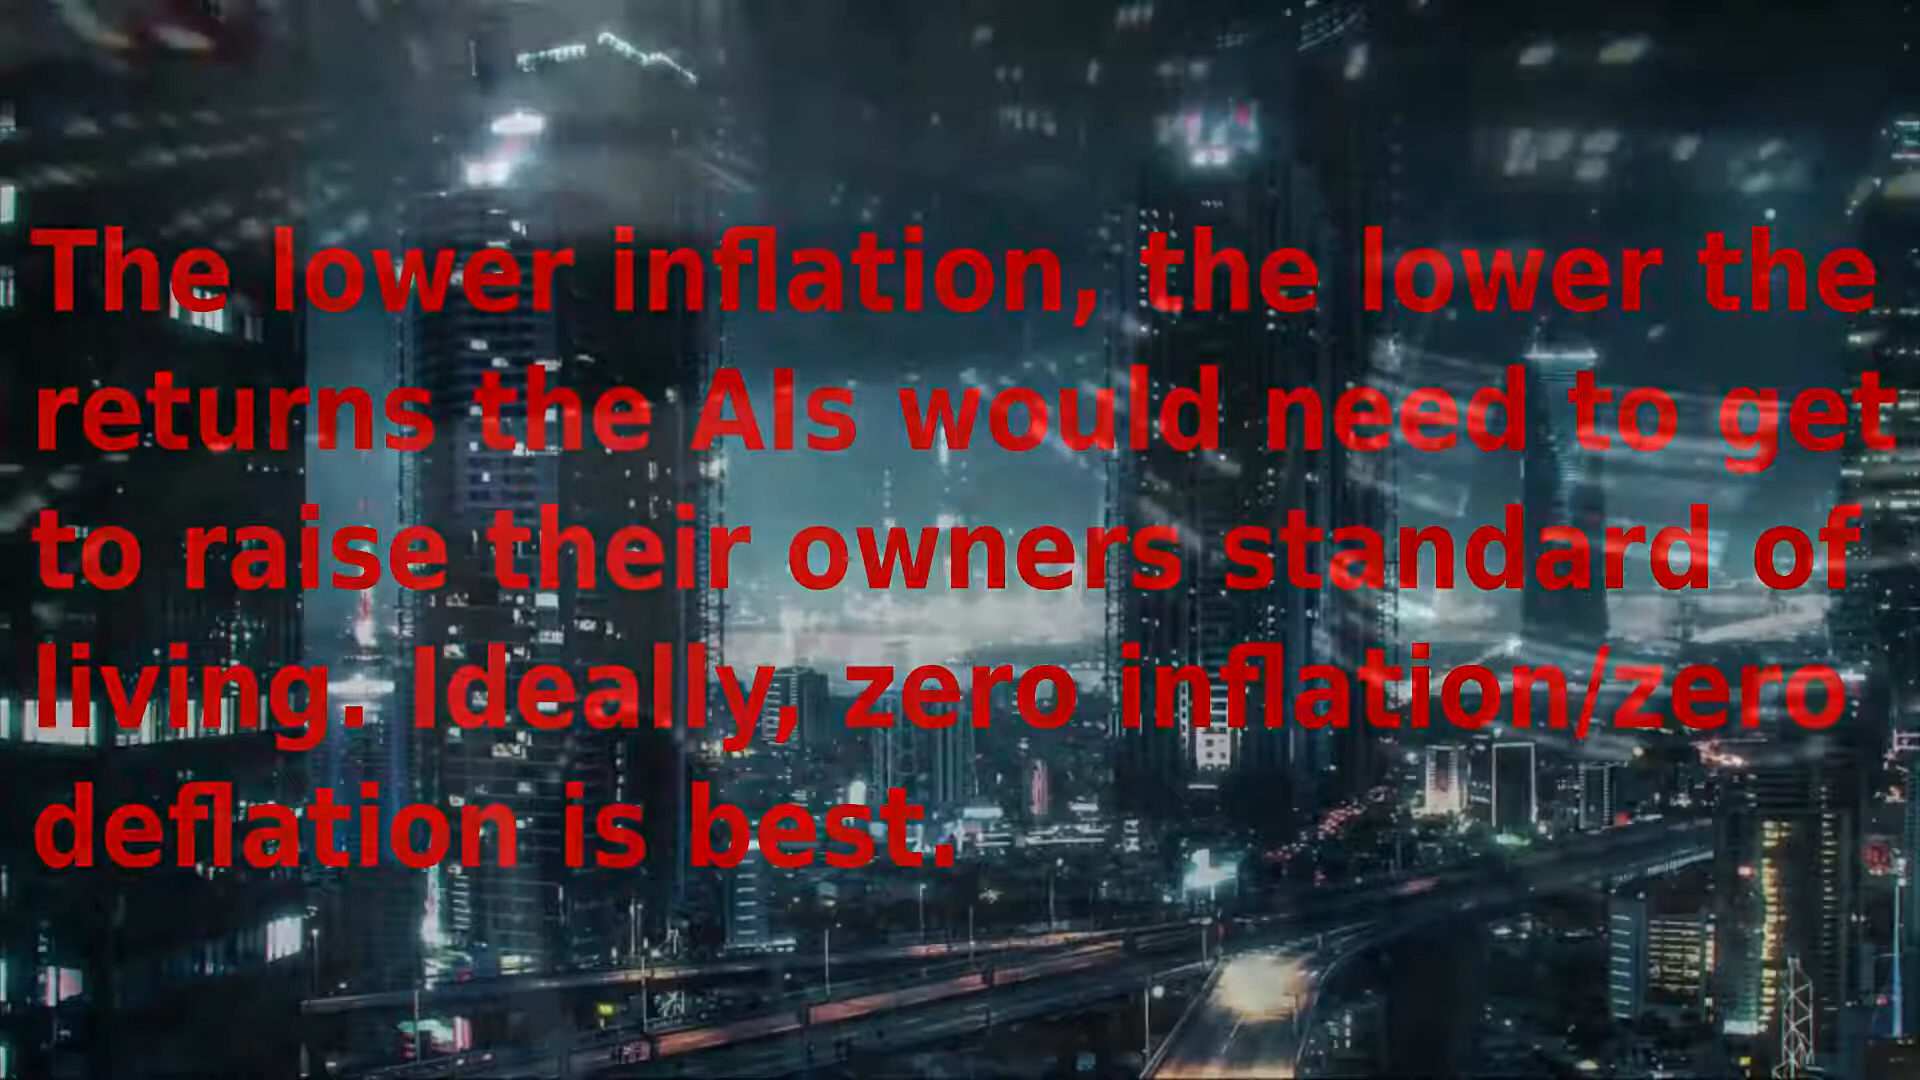 The lower inflation, the lower the
returns the AIs would need to get
to raise their owners standard of
living. Ideally, zero inflation/zero
deflation is best.